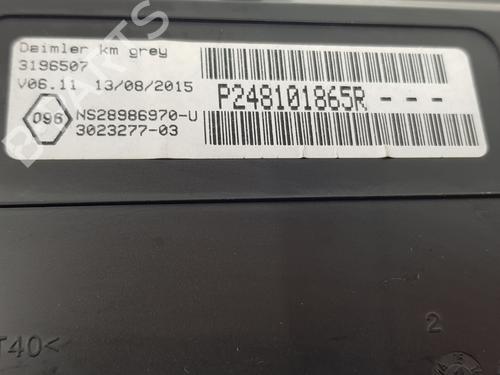 Daimler km grey
3196507
V06.11 13/08/2015
P248101865R - - -
096
NS28986970-U
3023277-03
2
T40<